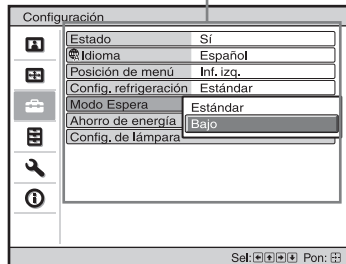 Configuración
Estado Sí
Idioma Español
Posición de menú Inf. izq.
Config. refrigeración Estándar
Modo Espera Estándar
Ahorro de energía Bajo
Config. de lámpara
Sel: Pon: